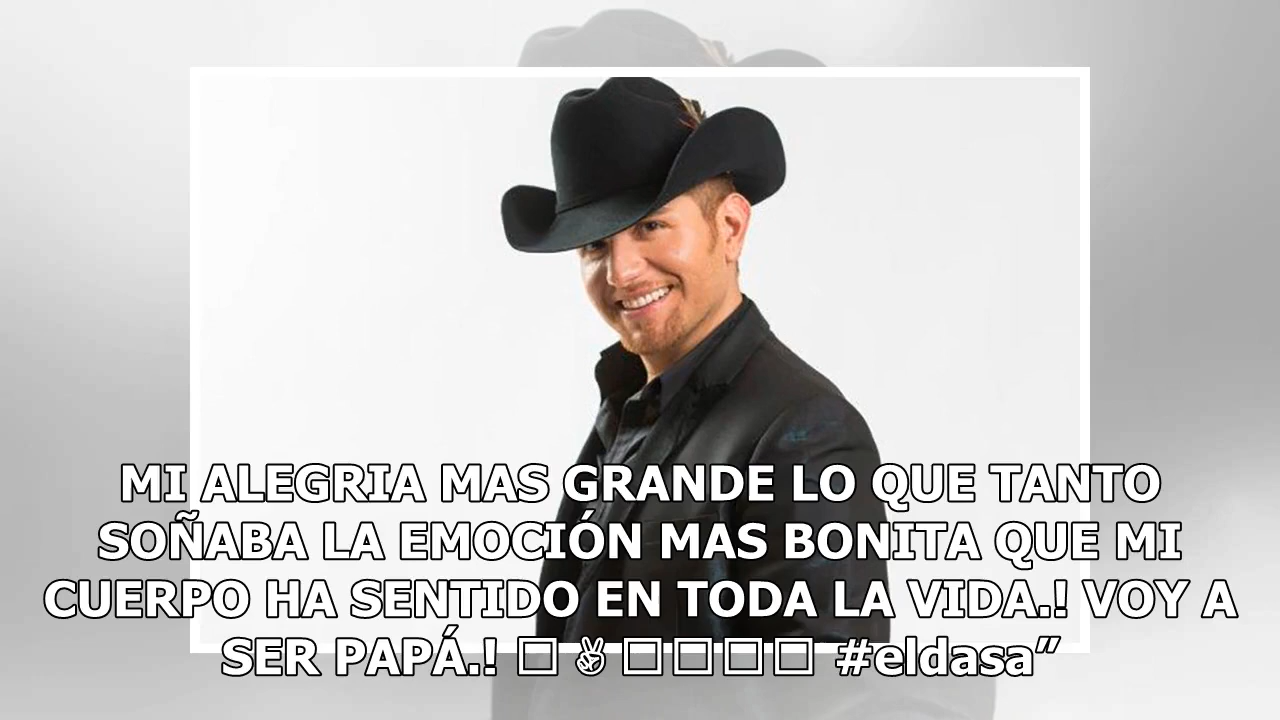 MI ALEGRIA MAS GRANDE LO QUE TANTO
SOÑABA LA EMOCIÓN MAS BONITA QUE MI
CUERPO HA SENTIDO EN TODA LA VIDA.! VOY A
SER PAPÁ.! □ ✌ □ □ □ □ #eldasa”